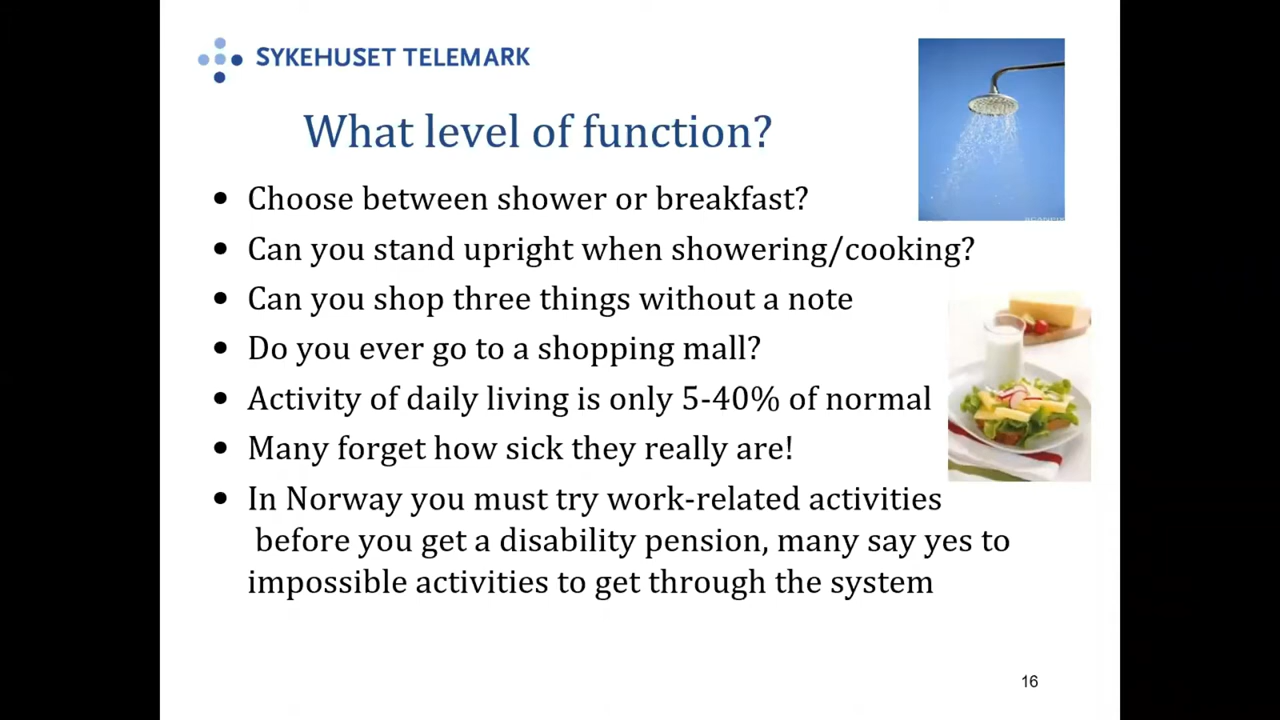 SYKEHUSET TELEMARK
What level of function?
• Choose between shower or breakfast?
• Can you stand upright when showering/cooking?
• Can you shop three things without a note
• Do you ever go to a shopping mall?
• Activity of daily living is only 5-40% of normal
• Many forget how sick they really are!
• In Norway you must try work-related activities
before you get a disability pension, many say yes to
impossible activities to get through the system
16